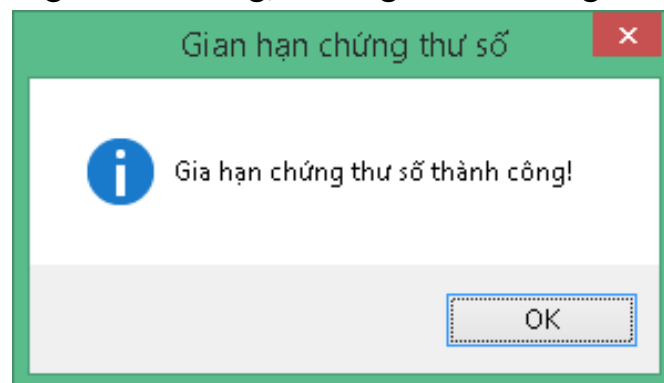 Gian hạn chứng thư số
Gia hạn chứng thư số thành công!
OK